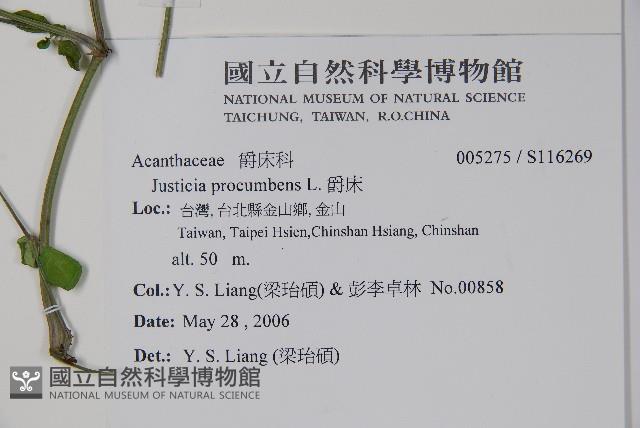 國立自然科學博物館
NATIONAL MUSEUM OF NATURAL SCIENCE
TAICHUNG, TAIWAN, R.O.CHINA
Acanthaceae 爵床科 005275 / S116269
Justicia procumbens L. 爵床
Loc.: 台灣, 台北縣金山鄉, 金山
Taiwan, Taipei Hsien,Chinshan Hsiang, Chinshan
alt. 50 m.
Col.: Y. S. Liang(梁珆碩) & 彭李卓林 No.00858
Date: May 28 , 2006
Det.: Y. S. Liang (梁珆碩)
國立自然科學博物館
NATIONAL MUSEUM OF NATURAL SCIENCE